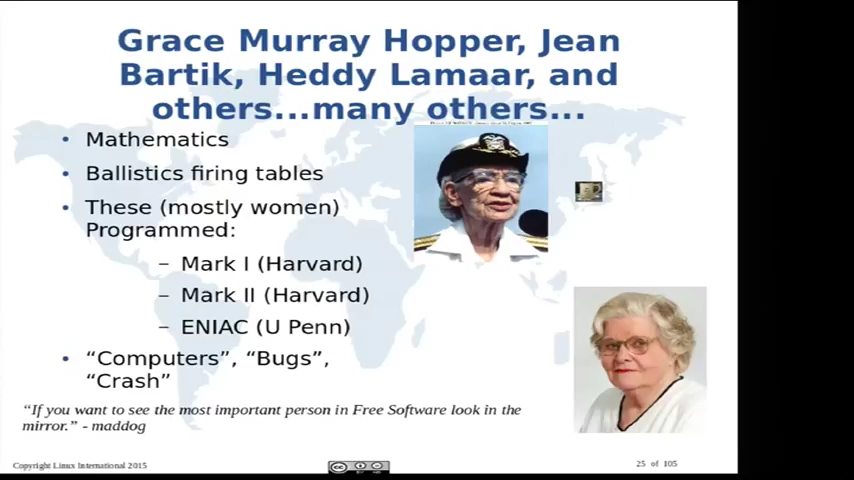 Grace Murray Hopper, Jean
Bartik, Heddy Lamaar, and
others...many others...
• Mathematics
• Ballistics firing tables
• These (mostly women)
Programmed:
– Mark I (Harvard)
– Mark II (Harvard)
– ENIAC (U Penn)
• “Computers”, “Bugs”,
“Crash”
“If you want to see the most important person in Free Software look in the
mirror.” - maddog
Copyright Linux International 2015
25 of 105